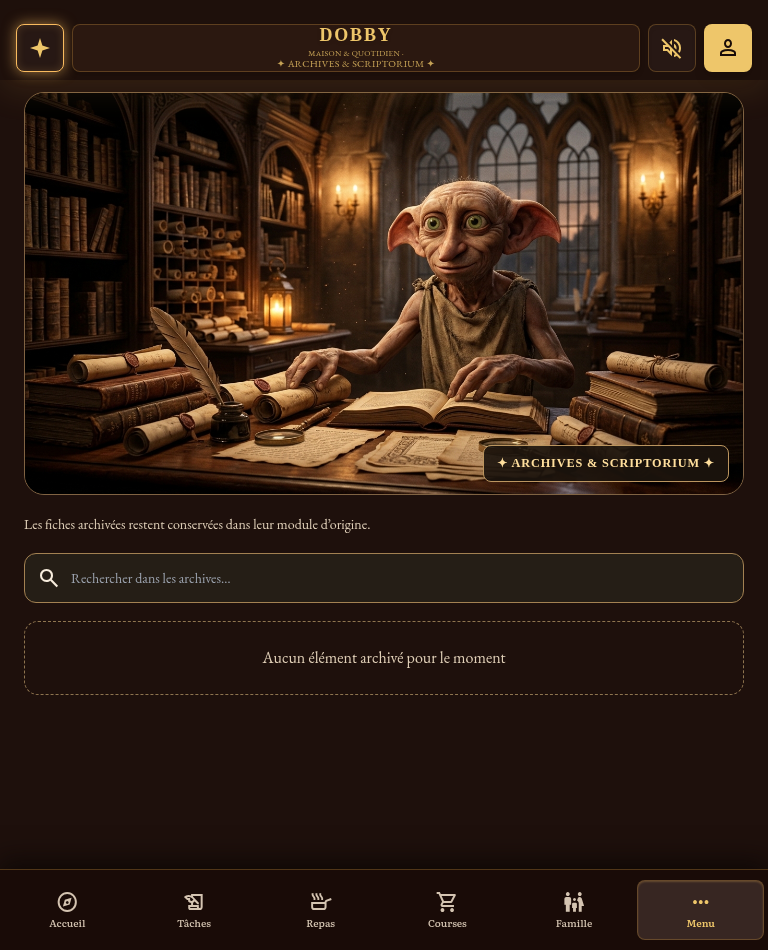 DOBBY
MAISON & QUOTIDIEN ·
✦ ARCHIVES & SCRIPTORIUM ✦
✦ ARCHIVES & SCRIPTORIUM ✦
Les fiches archivées restent conservées dans leur module d’origine.
Rechercher dans les archives…
Aucun élément archivé pour le moment
Accueil
Tâches
Repas
Courses
Famille
Menu